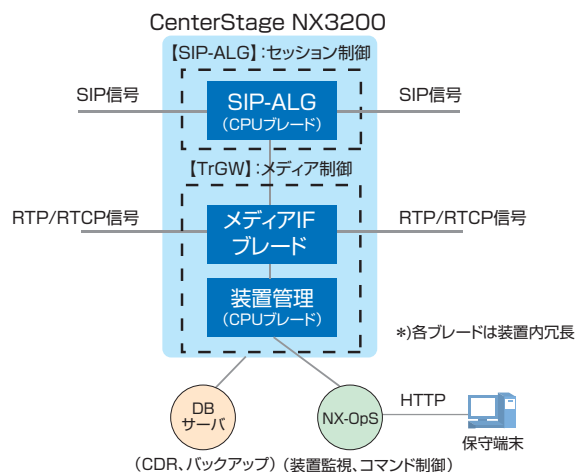 CenterStage NX3200
【SIP-ALG】:セッション制御
SIP信号
SIP-ALG
(CPUブレード)
SIP信号
【TrGW】:メディア制御
RTP/RTCP信号
メディアIF
ブレード
RTP/RTCP信号
装置管理
(CPUブレード)
*)各ブレードは装置内冗長
DB
サーバ
NX-OpS
HTTP
保守端末
(CDR、バックアップ)
(装置監視、コマンド制御)